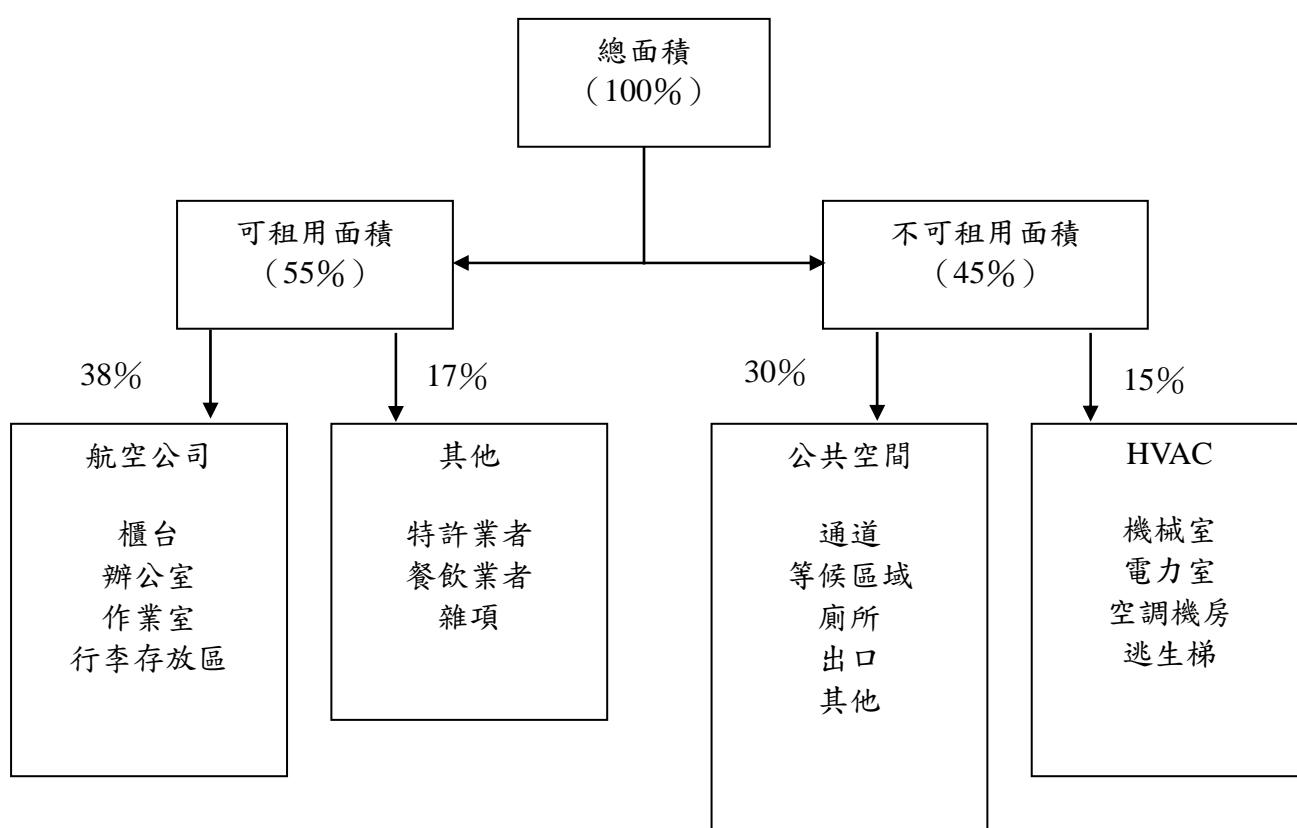 總面積
（100％）
可租用面積
（55％）
不可租用面積
（45％）
38％
17％
30％
15％
航空公司
櫃台
辦公室
作業室
行李存放區
其他
特許業者
餐飲業者
雜項
公共空間
通道
等候區域
廁所
出口
其他
HVAC
機械室
電力室
空調機房
逃生梯